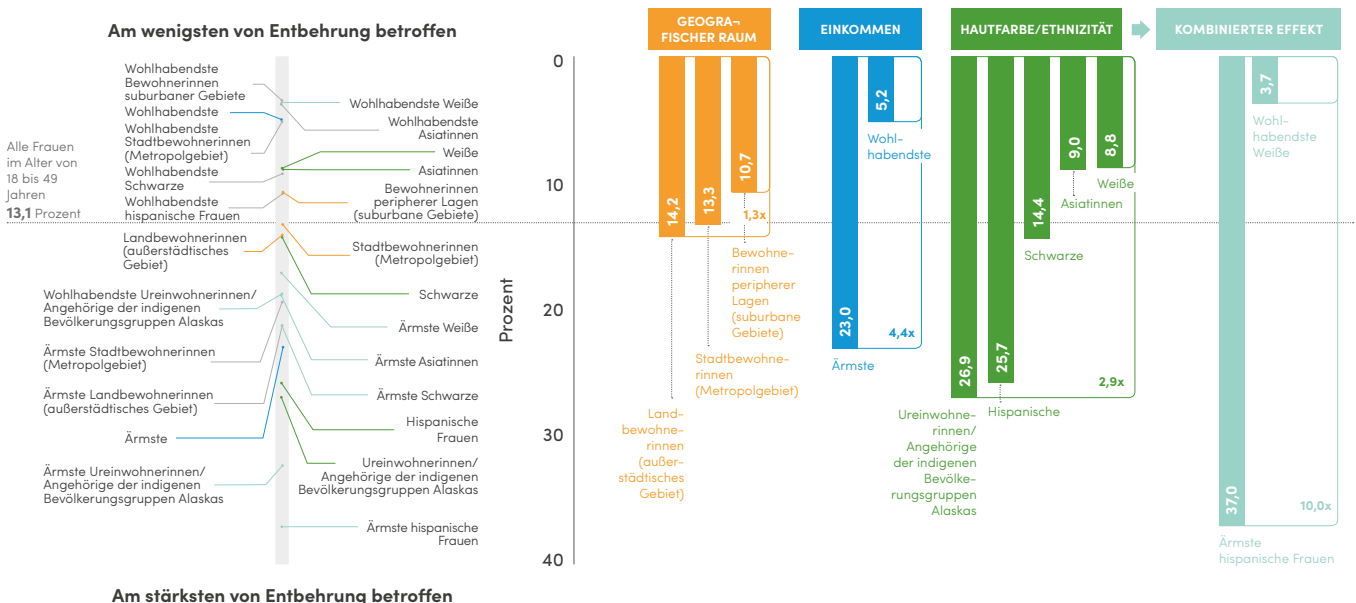 Am wenigsten von Entbehrung betroffen
Wohlhabendste
Bewohnerinnen
suburbaner Gebiete
Wohlhabendste
Wohlhabendste
Stadtbewohnerinnen
(Metropolgebiet)
Wohlhabendste
Schwarze
Wohlhabendste
hispanische Frauen
Landbewohnerinnen
(außerstädtisches
Gebiet)
Wohlhabendste Ureinwohnerinnen/
Angehörige der indigenen
Bevölkerungsgruppen Alaskas
Ärmste Stadtbewohnerinnen
(Metropolgebiet)
Ärmste Landbewohnerinnen
(außerstädtisches Gebiet)
Ärmste
Ärmste Ureinwohnerinnen/
Angehörige der indigenen
Bevölkerungsgruppen Alaskas
Alle Frauen
im Alter von
18 bis 49
Jahren
13,1 Prozent
Wohlhabendste Weiße
Wohlhabendste
Asiatinnen
Weiße
Asiatinnen
Bewohnerinnen
peripherer Lagen
(suburbane Gebiete)
Stadtbewohnerinnen
(Metropolgebiet)
Schwarze
Ärmste Weiße
Ärmste Asiatinnen
Ärmste Schwarze
Hispanische
Frauen
Ureinwohnerinnen/
Angehörige der indigenen
Bevölkerungsgruppen Alaskas
Ärmste hispanische
Frauen
Am stärksten von Entbehrung betroffen
Prozent
0
10
20
30
40
GEOGRA¬
FISCHER RAUM
14,2
13,3
10,7
1,3x
Bewohne-
rinnen
peripherer
Lagen
(suburbane
Gebiete)
Stadtbewohne-
rinnen
(Metropolgebiet)
Land-
bewohne-
rinnen
(außer-
städtisches
Gebiet)
EINKOMMEN
23,0
5,2
Wohl-
habendste
4,4x
Ärmste
HAUTFARBE/ETHNIZITÄT
26,9
25,7
14,4
9,0
8,8
Weiße
Asiatinnen
Schwarze
2,9x
Hispanische
Ureinwohne-
rinnen/
Angehörige
der indigenen
Bevölke-
rungsgruppen
Alaskas
KOMBINIERTER EFFEKT
37,0
3,7
Wohl-
habendste
Weiße
10,0x
Ärmste
hispanische Frauen